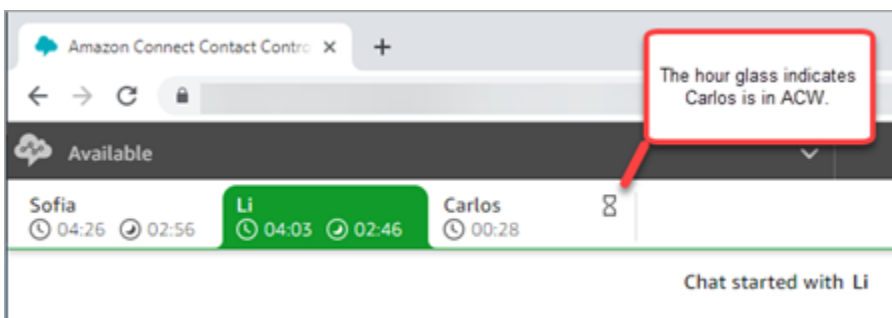 Amazon Connect Contact Contro
The hour glass indicates
Carlos is in ACW.
Available
Sofia
04:26 02:56
Li
04:03 02:46
Carlos
00:28
Chat started with Li